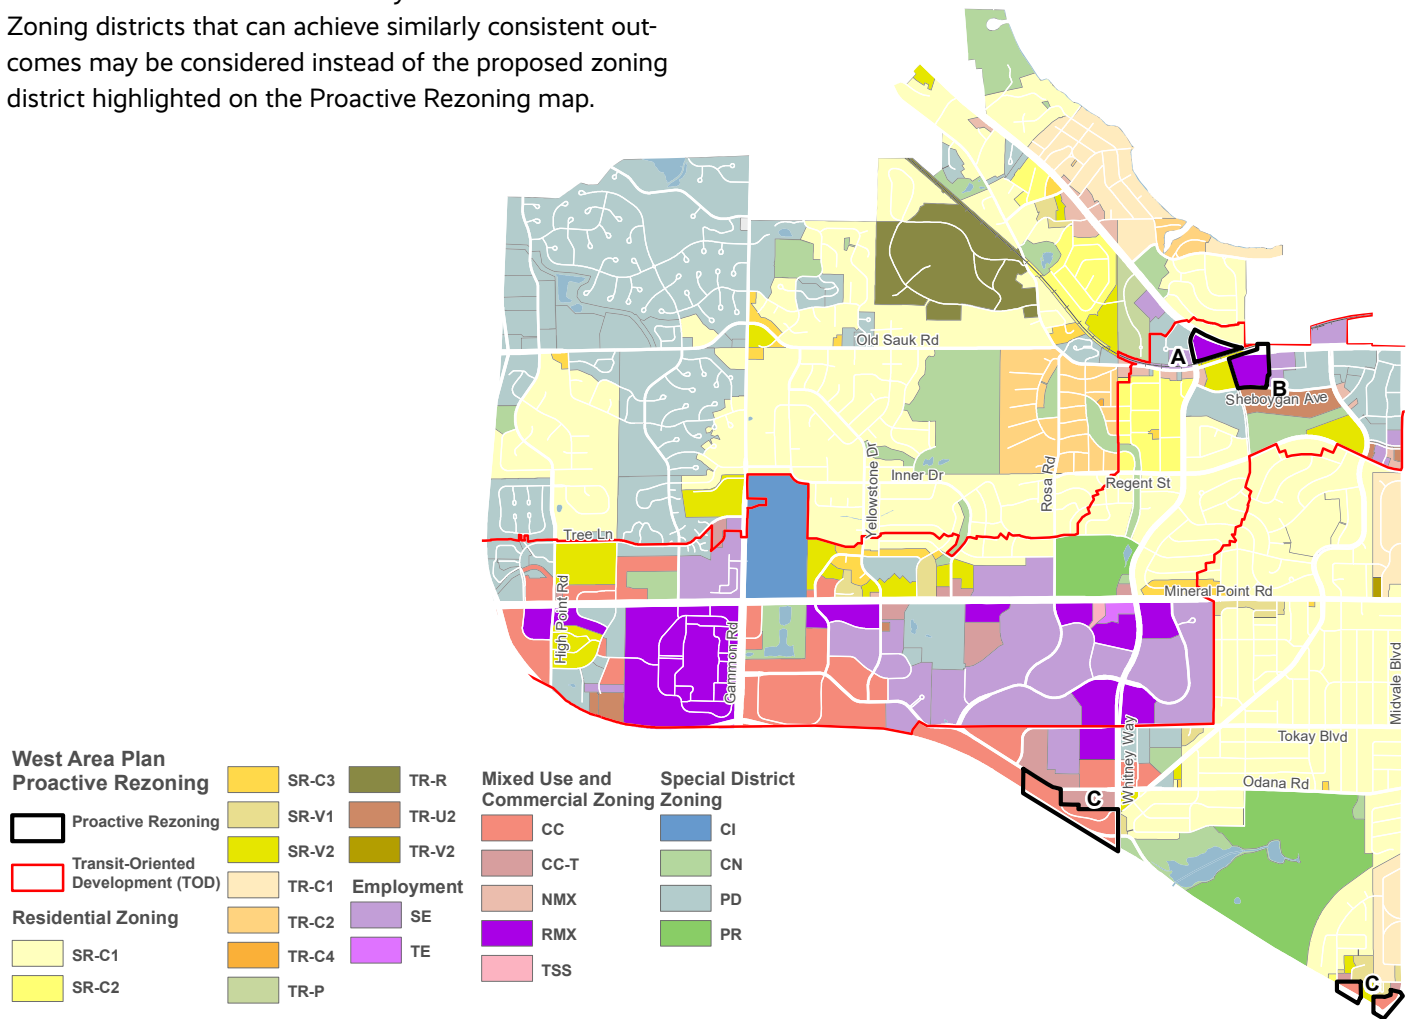 Zoning districts that can achieve similarly consistent out-
comes may be considered instead of the proposed zoning
district highlighted on the Proactive Rezoning map.
Old Sauk Rd
A
B
Sheboygan Ave
Yellowstone Dr
Inner Dr
Rosa Rd
Regent St
Tree Ln
High Point Rd
Mineral Point Rd
Gammon Rd
Midvale Blvd
Whitney Way
Tokay Blvd
Odana Rd
C
C
West Area Plan
Proactive Rezoning
Proactive Rezoning
Transit-Oriented
Development (TOD)
Residential Zoning
SR-C1
SR-C2
SR-C3
SR-V1
SR-V2
TR-C1
TR-C2
TR-C4
TR-P
TR-R
TR-U2
TR-V2
Employment
SE
TE
Mixed Use and
Commercial Zoning
CC
CC-T
NMX
RMX
TSS
Special District
Zoning
CI
CN
PD
PR